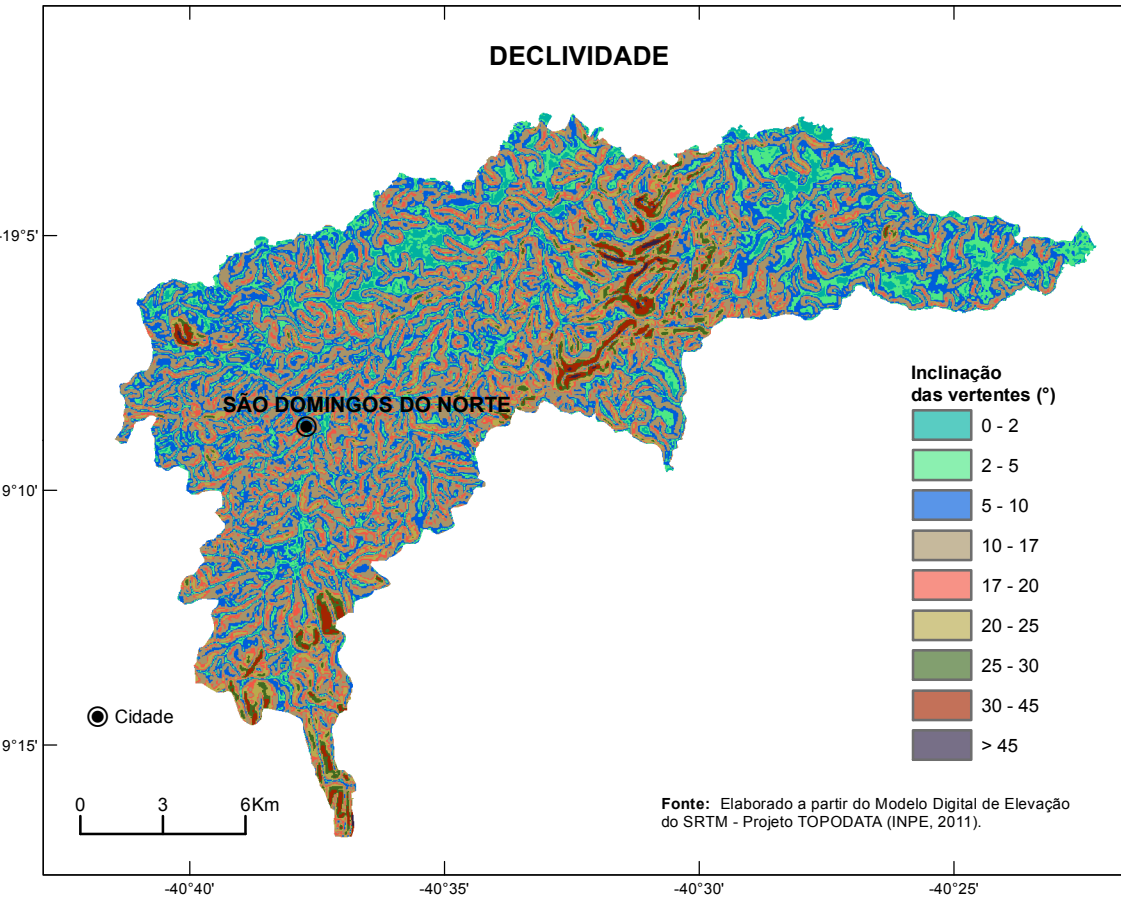 DECLIVIDADE
-19°5'
SÃO DOMINGOS DO NORTE
9°10'
9°15'
Inclinação
das vertentes (°)
0 - 2
2 - 5
5 - 10
10 - 17
17 - 20
20 - 25
25 - 30
30 - 45
> 45
Cidade
0 3 6Km
Fonte: Elaborado a partir do Modelo Digital de Elevação
do SRTM - Projeto TOPODATA (INPE, 2011).
-40°40' -40°35' -40°30' -40°25'